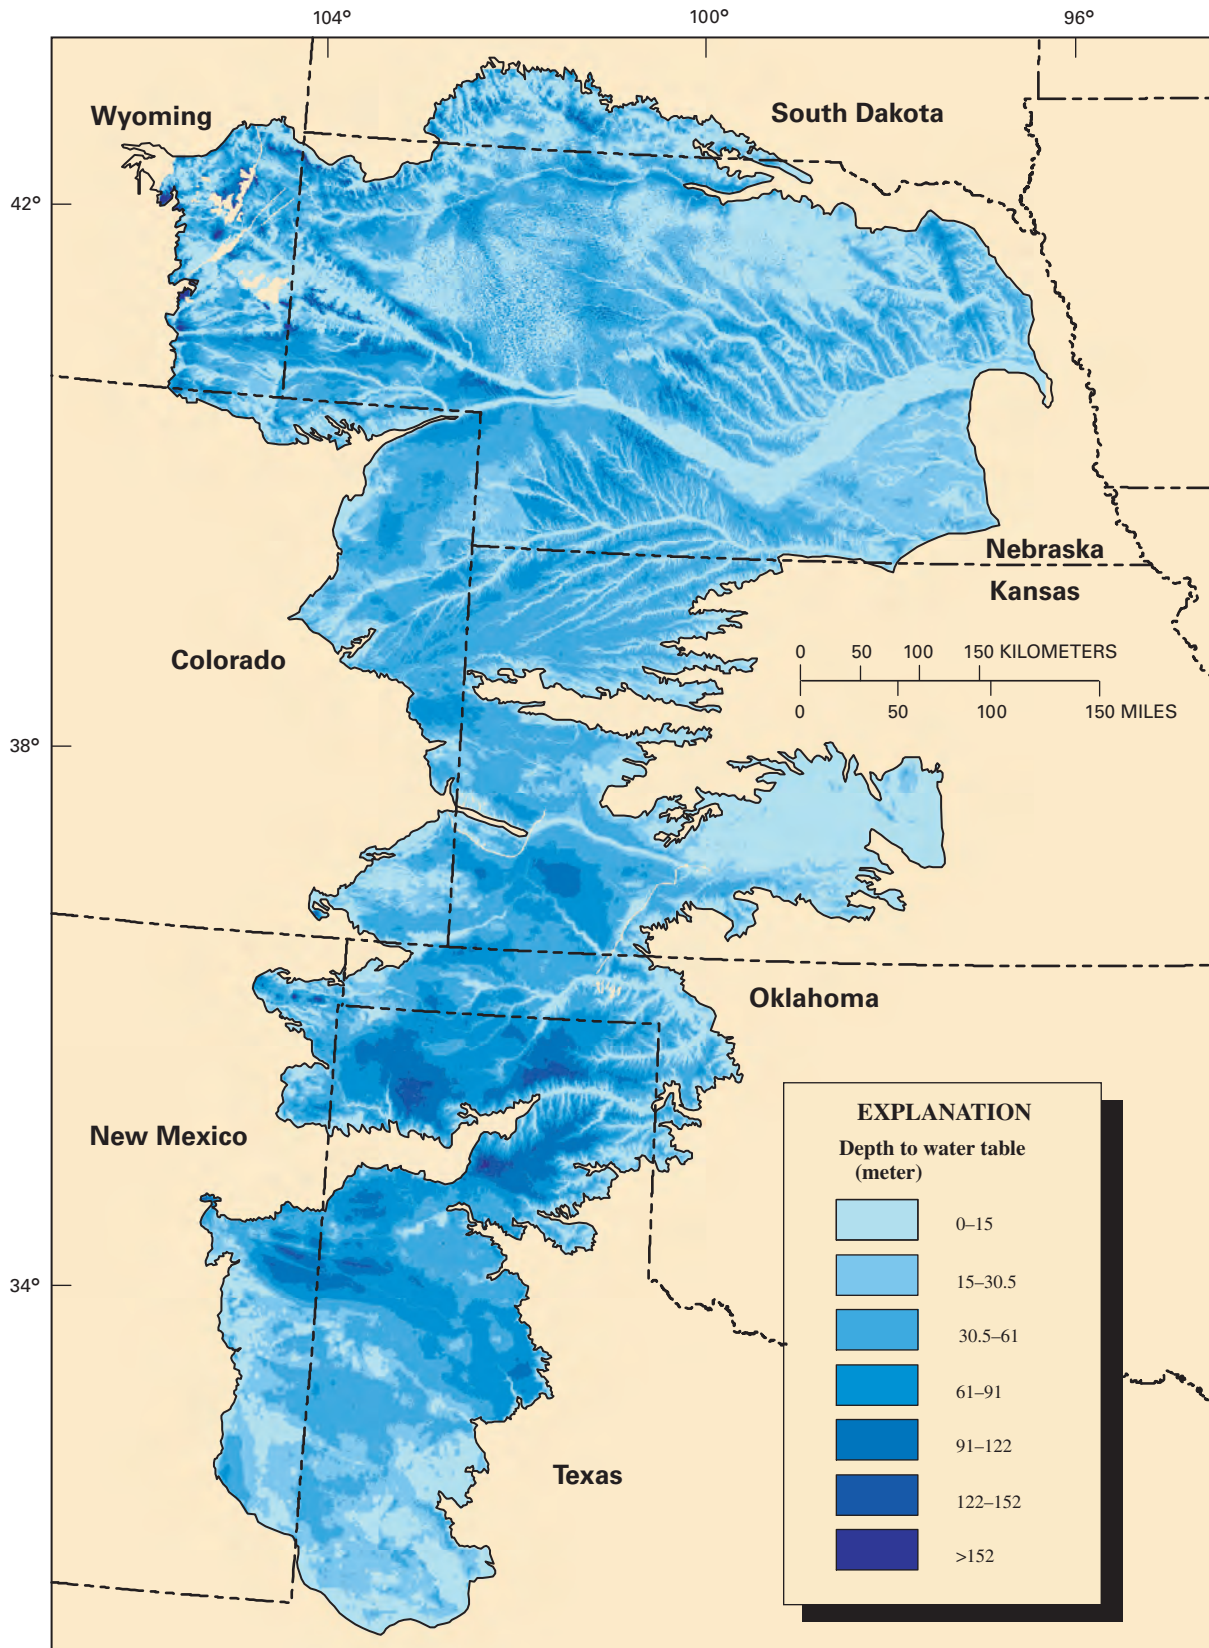 104°
100°
96°
Wyoming
South Dakota
42°
Nebraska
Kansas
Colorado
0 50 100 150 KILOMETERS
0 50 100 150 MILES
38°
Oklahoma
New Mexico
34°
Texas
EXPLANATION
Depth to water table
(meter)
0–15
15–30.5
30.5–61
61–91
91–122
122–152
>152